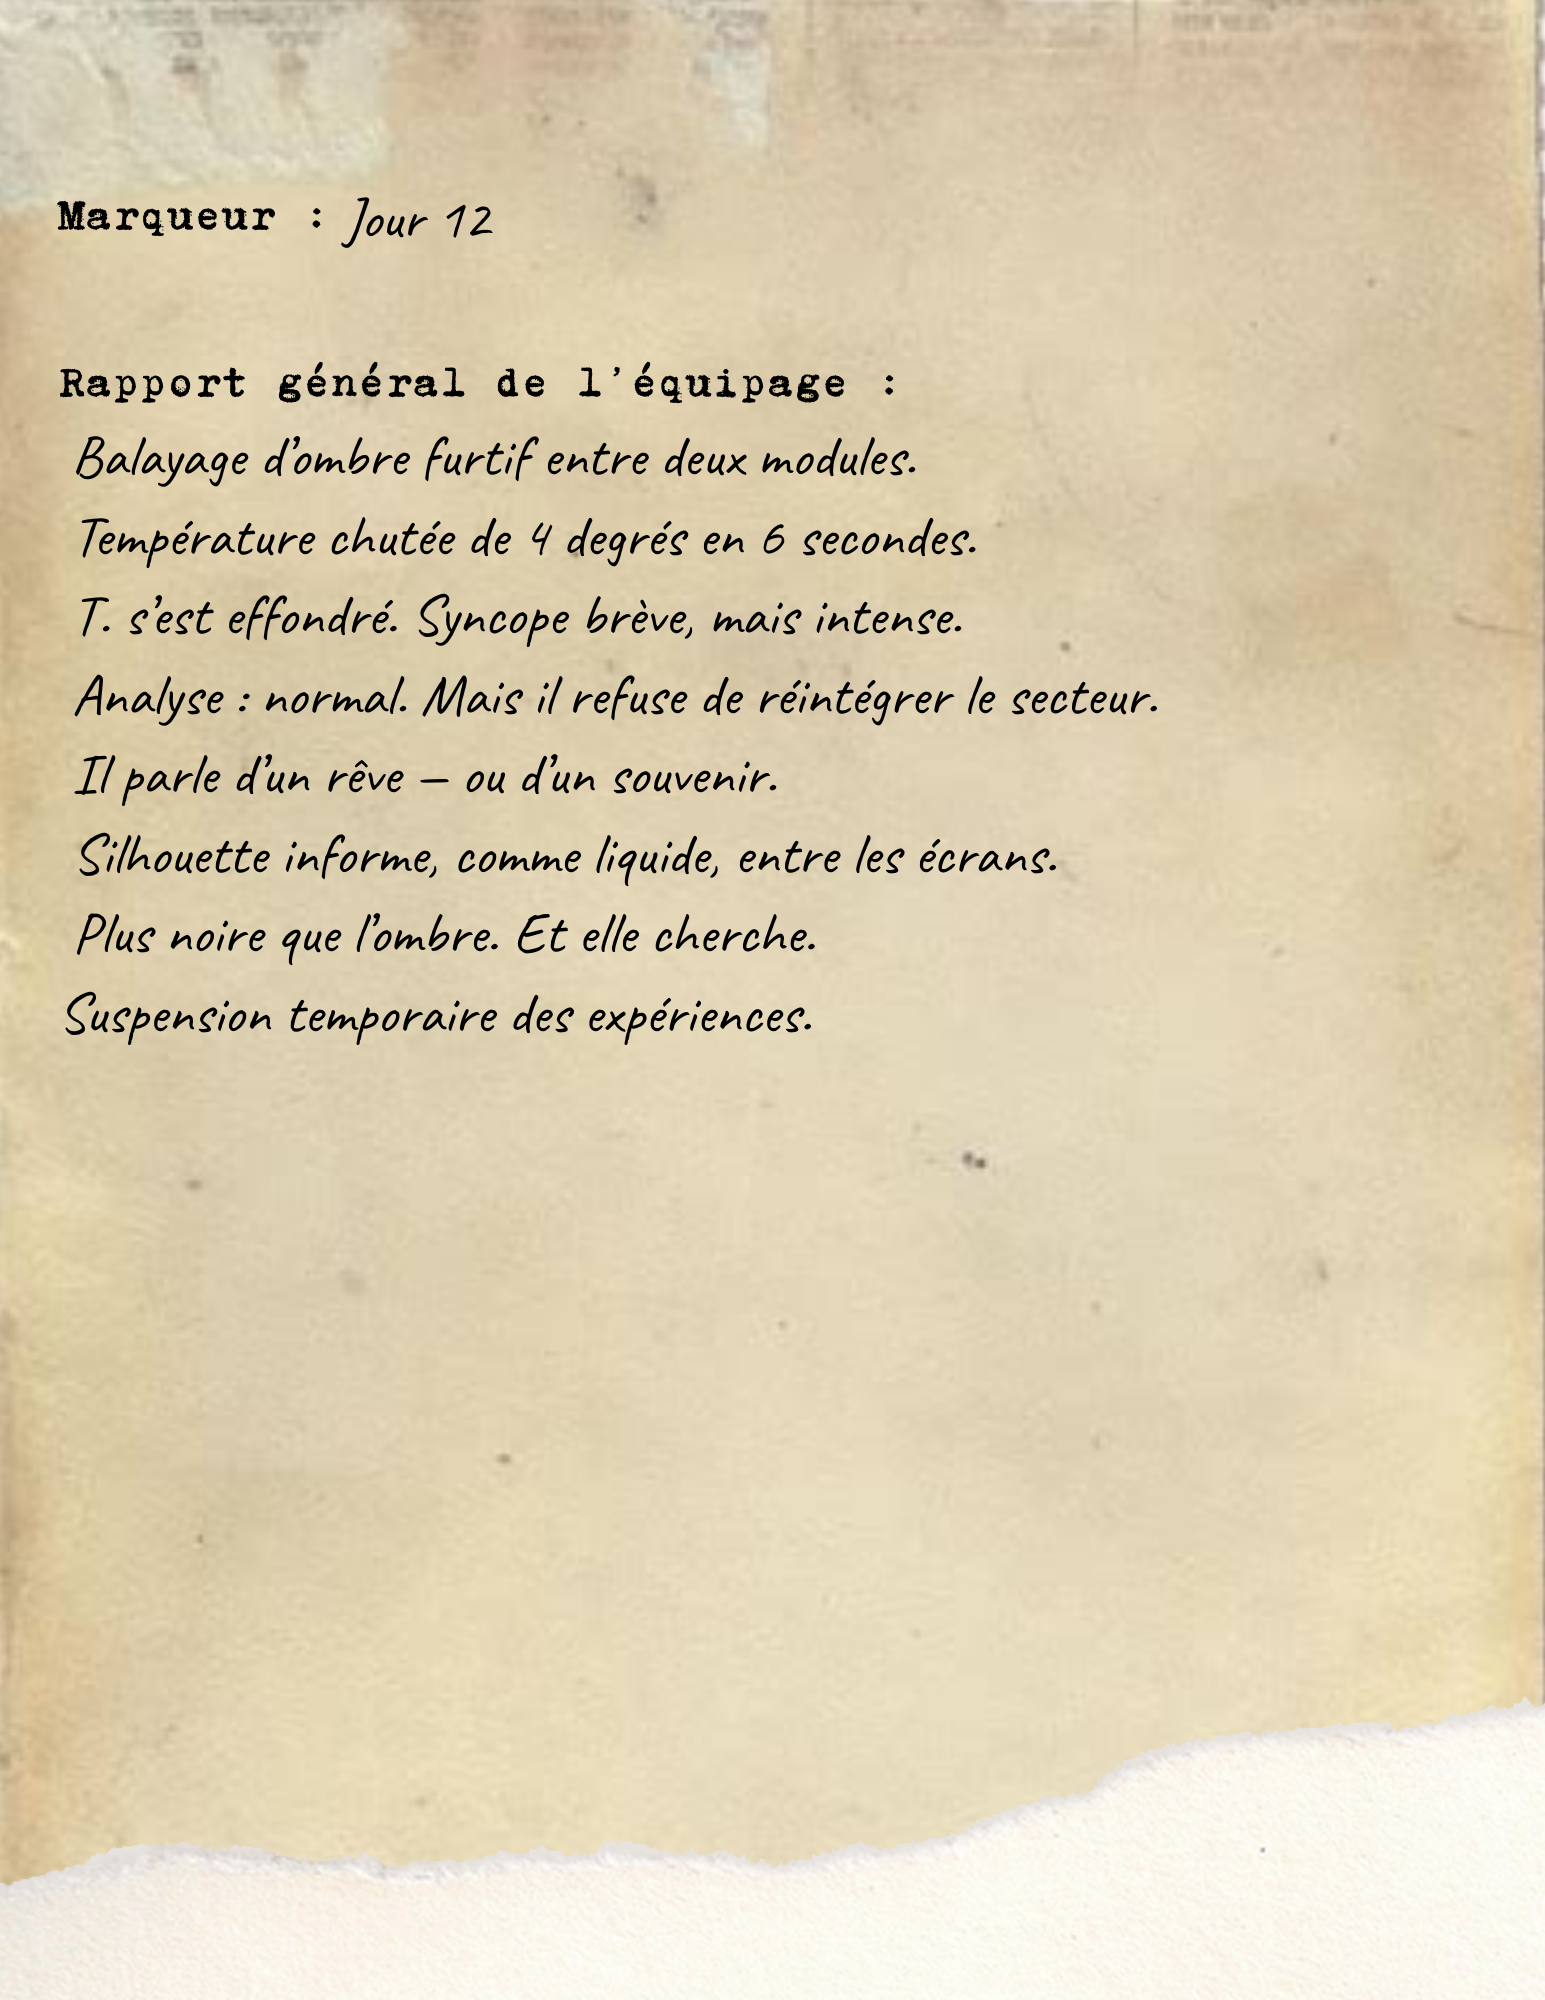 Marqueur : Jour 12
Rapport général de l'équipage :
Balayage d’ombre furtif entre deux modules.
Température chutée de 4 degrés en 6 secondes.
T. s’est effondré. Syncope brève, mais intense.
Analyse : normal. Mais il refuse de réintégrer le secteur.
Il parle d’un rêve — ou d’un souvenir.
Silhouette informe, comme liquide, entre les écrans.
Plus noire que l’ombre. Et elle cherche.
Suspension temporaire des expériences.